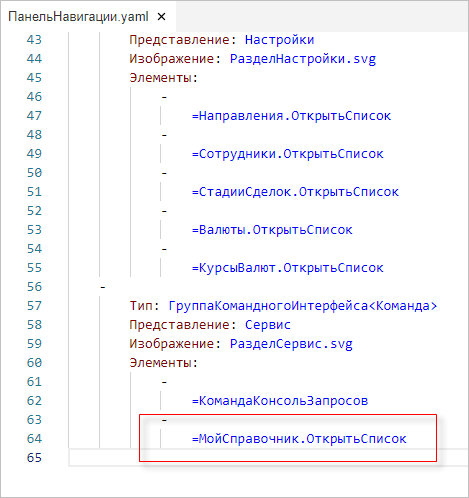 ПанельНавигации.yaml ×
43 Представление: Настройки
44 Изображение: РазделНастройки.svg
45 Элементы:
46 -
47 =Направления.ОткрытьСписок
48 -
49 =Сотрудники.ОткрытьСписок
50 -
51 =СтадииСделок.ОткрытьСписок
52 -
53 =Валюты.ОткрытьСписок
54 -
55 =КурсыВалют.ОткрытьСписок
56 -
57 Тип: ГруппаКомандногоИнтерфейса<Команда>
58 Представление: Сервис
59 Изображение: РазделСервис.svg
60 Элементы:
61 -
62 =КомандаКонсольЗапросов
63 -
64 =МойСправочник.ОткрытьСписок
65